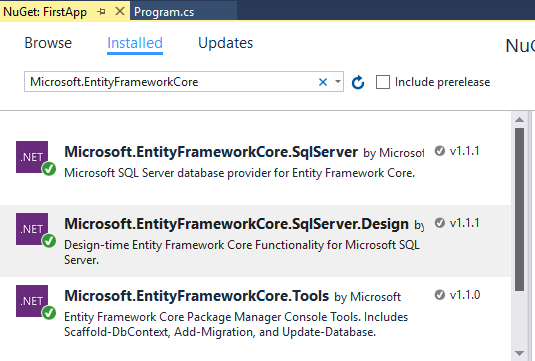 NuGet: FirstApp Program.cs
Browse Installed Updates
Microsoft.EntityFrameworkCore Include prerelease
.NET Microsoft.EntityFrameworkCore.SqlServer by v1.1.1
Microsoft SQL Server database provider for Entity Framework Core.
.NET Microsoft.EntityFrameworkCore.SqlServer.Design by v1.1.1
Design-time Entity Framework Core Functionality for Microsoft SQL
Server.
.NET Microsoft.EntityFrameworkCore.Tools by Microsoft v1.1.0
Entity Framework Core Package Manager Console Tools. Includes
Scaffold-DbContext, Add-Migration, and Update-Database.